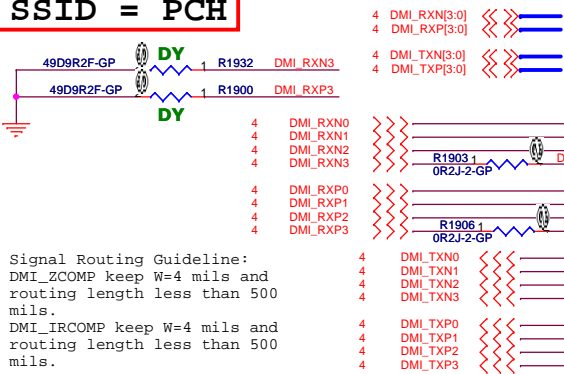 SSID = PCH
4 DMI_RXN[3:0]
4 DMI_RXP[3:0]
4 DMI_TXN[3:0]
4 DMI_TXP[3:0]
DY
49D9R2F-GP 1 R1932 DMI_RXN3
49D9R2F-GP 1 R1900 DMI_RXP3
DY
4 DMI_RXN0
4 DMI_RXN1
4 DMI_RXN2
4 DMI_RXN3
R1903 1
0R2J-2-GP
D
4 DMI_RXP0
4 DMI_RXP1
4 DMI_RXP2
4 DMI_RXP3
R1906 1
0R2J-2-GP
4 DMI_TXN0
4 DMI_TXN1
4 DMI_TXN2
4 DMI_TXN3
4 DMI_TXP0
4 DMI_TXP1
4 DMI_TXP2
4 DMI_TXP3
Signal Routing Guideline:
DMI_ZCOMP keep W=4 mils and
routing length less than 500
mils.
DMI_IRCOMP keep W=4 mils and
routing length less than 500
mils.